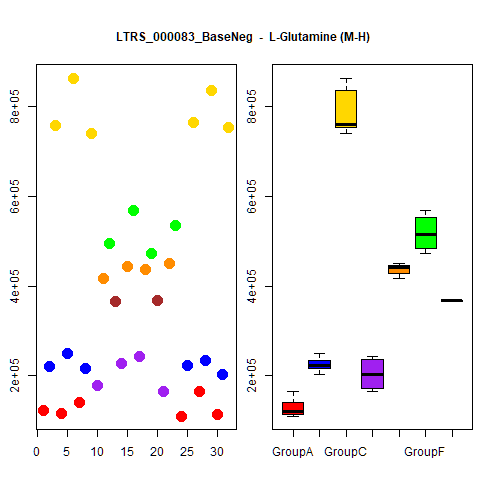 LTRS_000083_BaseNeg - L-Glutamine (M-H)
8e+05
6e+05
4e+05
2e+05
0 5 10 15 20 25 30
8e+05
6e+05
4e+05
2e+05
GroupA GroupC GroupF